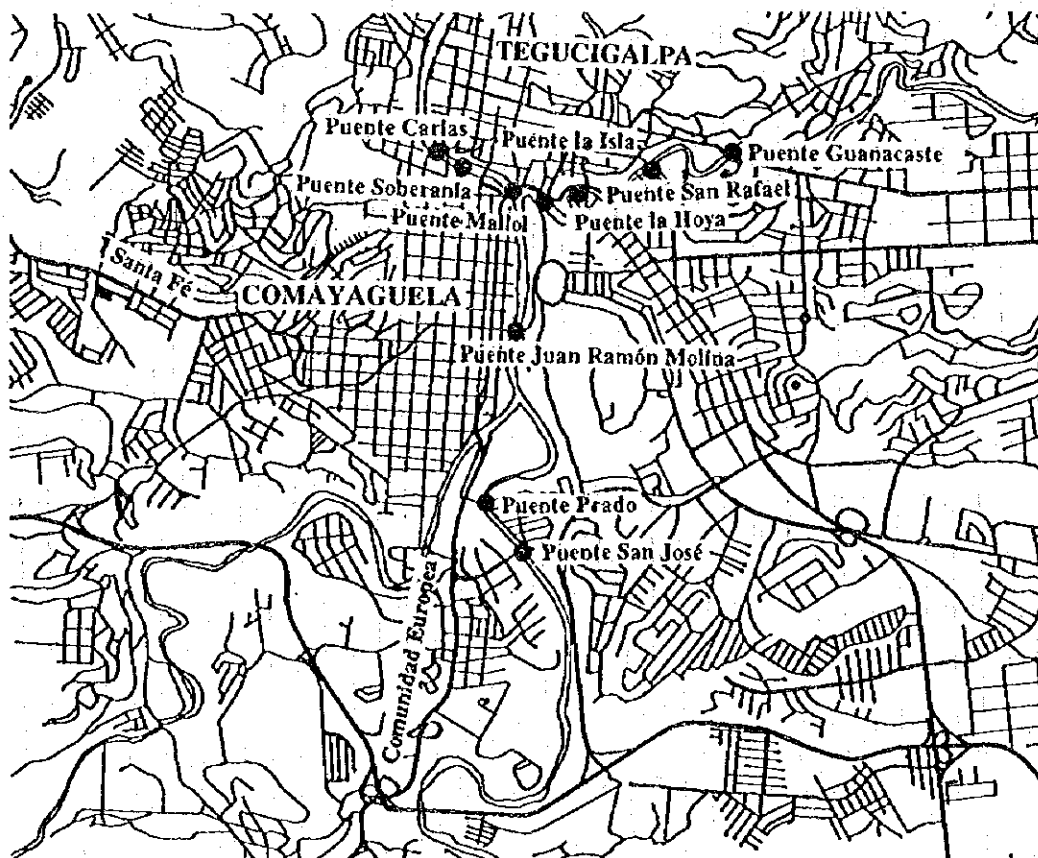 TEGUCIGALPA
Puente Carías
Puente la Isla
Puente Guanacaste
Puente Soberanía
Puente San Rafael
Puente Mallol
Puente la Hoya
Santa Fé
COMAYAGUELA
Puente Juan Ramón Molina
Puente Prado
Puente San José
Comunidad Europea